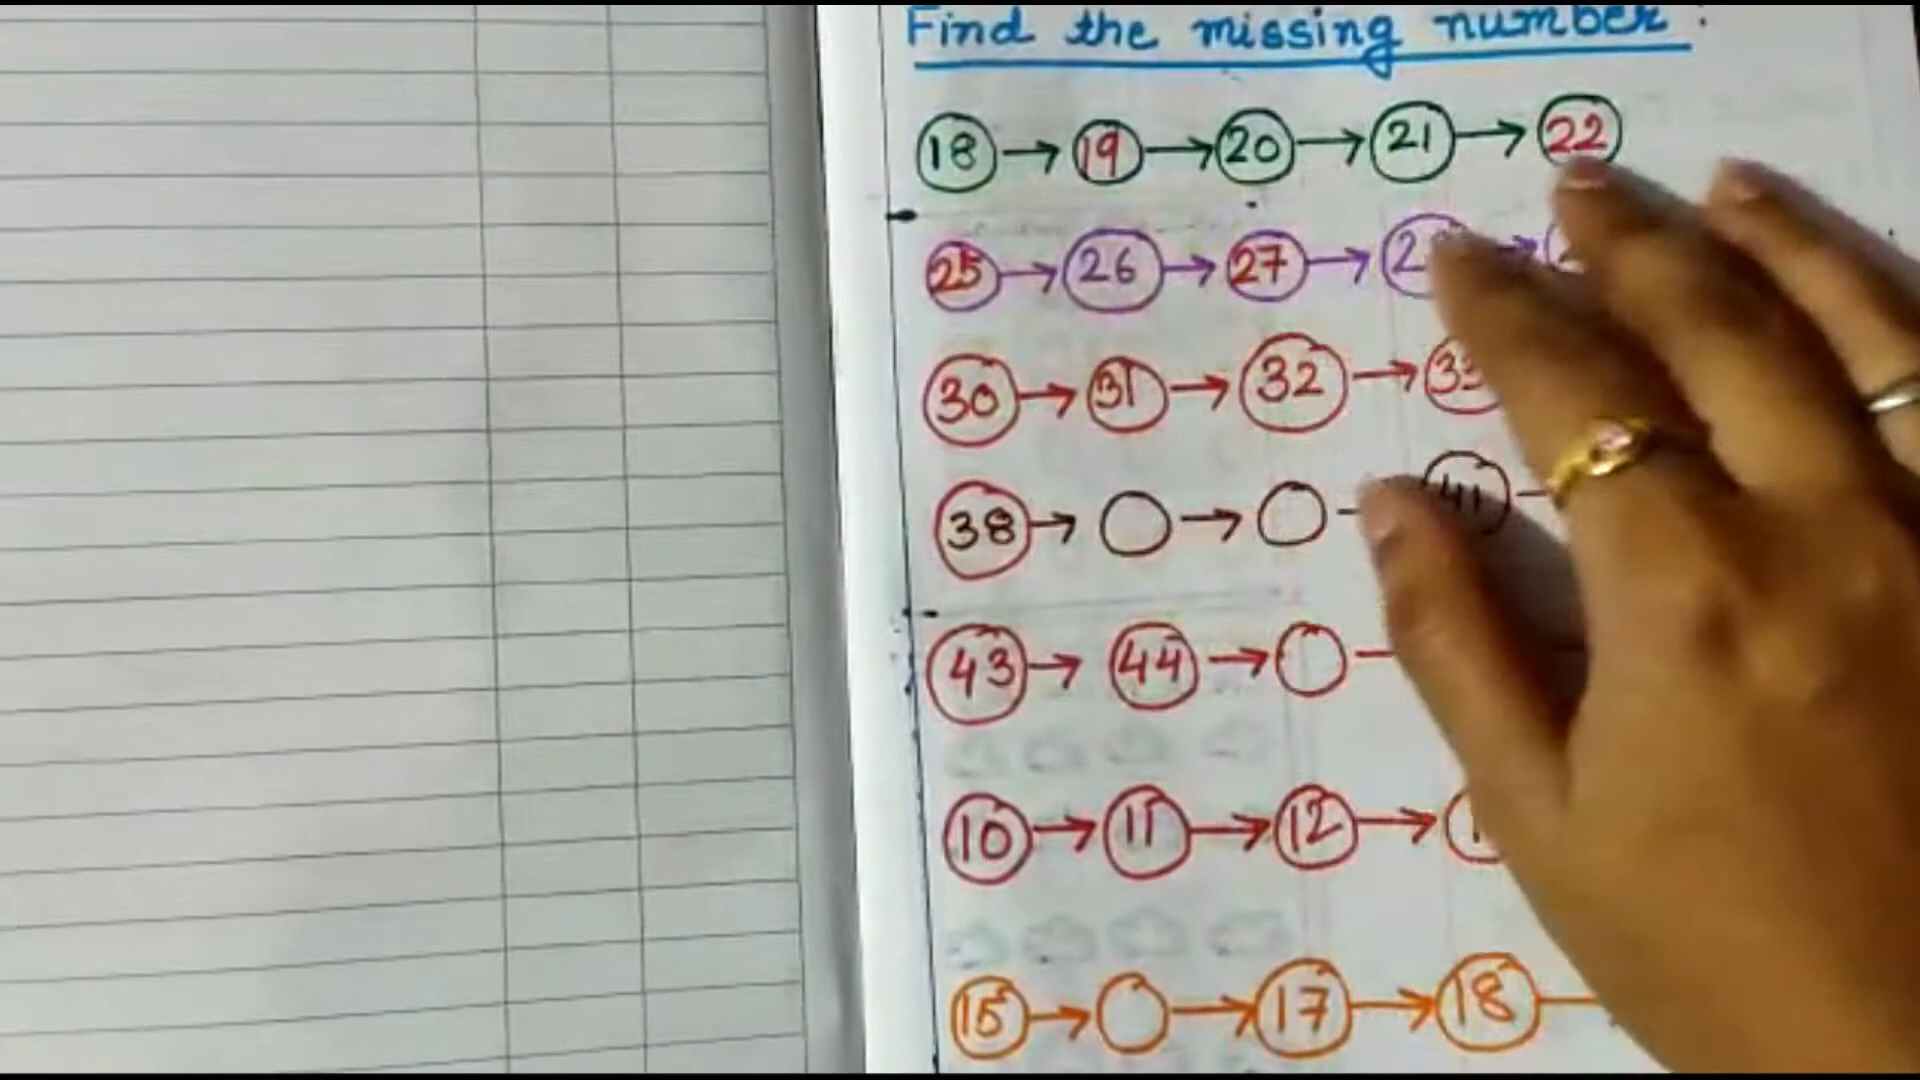 Find the missing number :
18 → 19 → 20 → 21 → 22
25 → 26 → 27 →
30 → 31 → 32 → 33
38 → ○ → ○ → 41
43 → 44 → ○
10 → 11 → 12 →
15 → ○ → 17 → 18